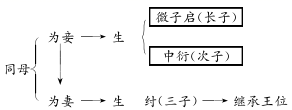 微子启(长子)
为妾 生
中衍(次子)
同母
为妻 生 纣(三子) 继承王位